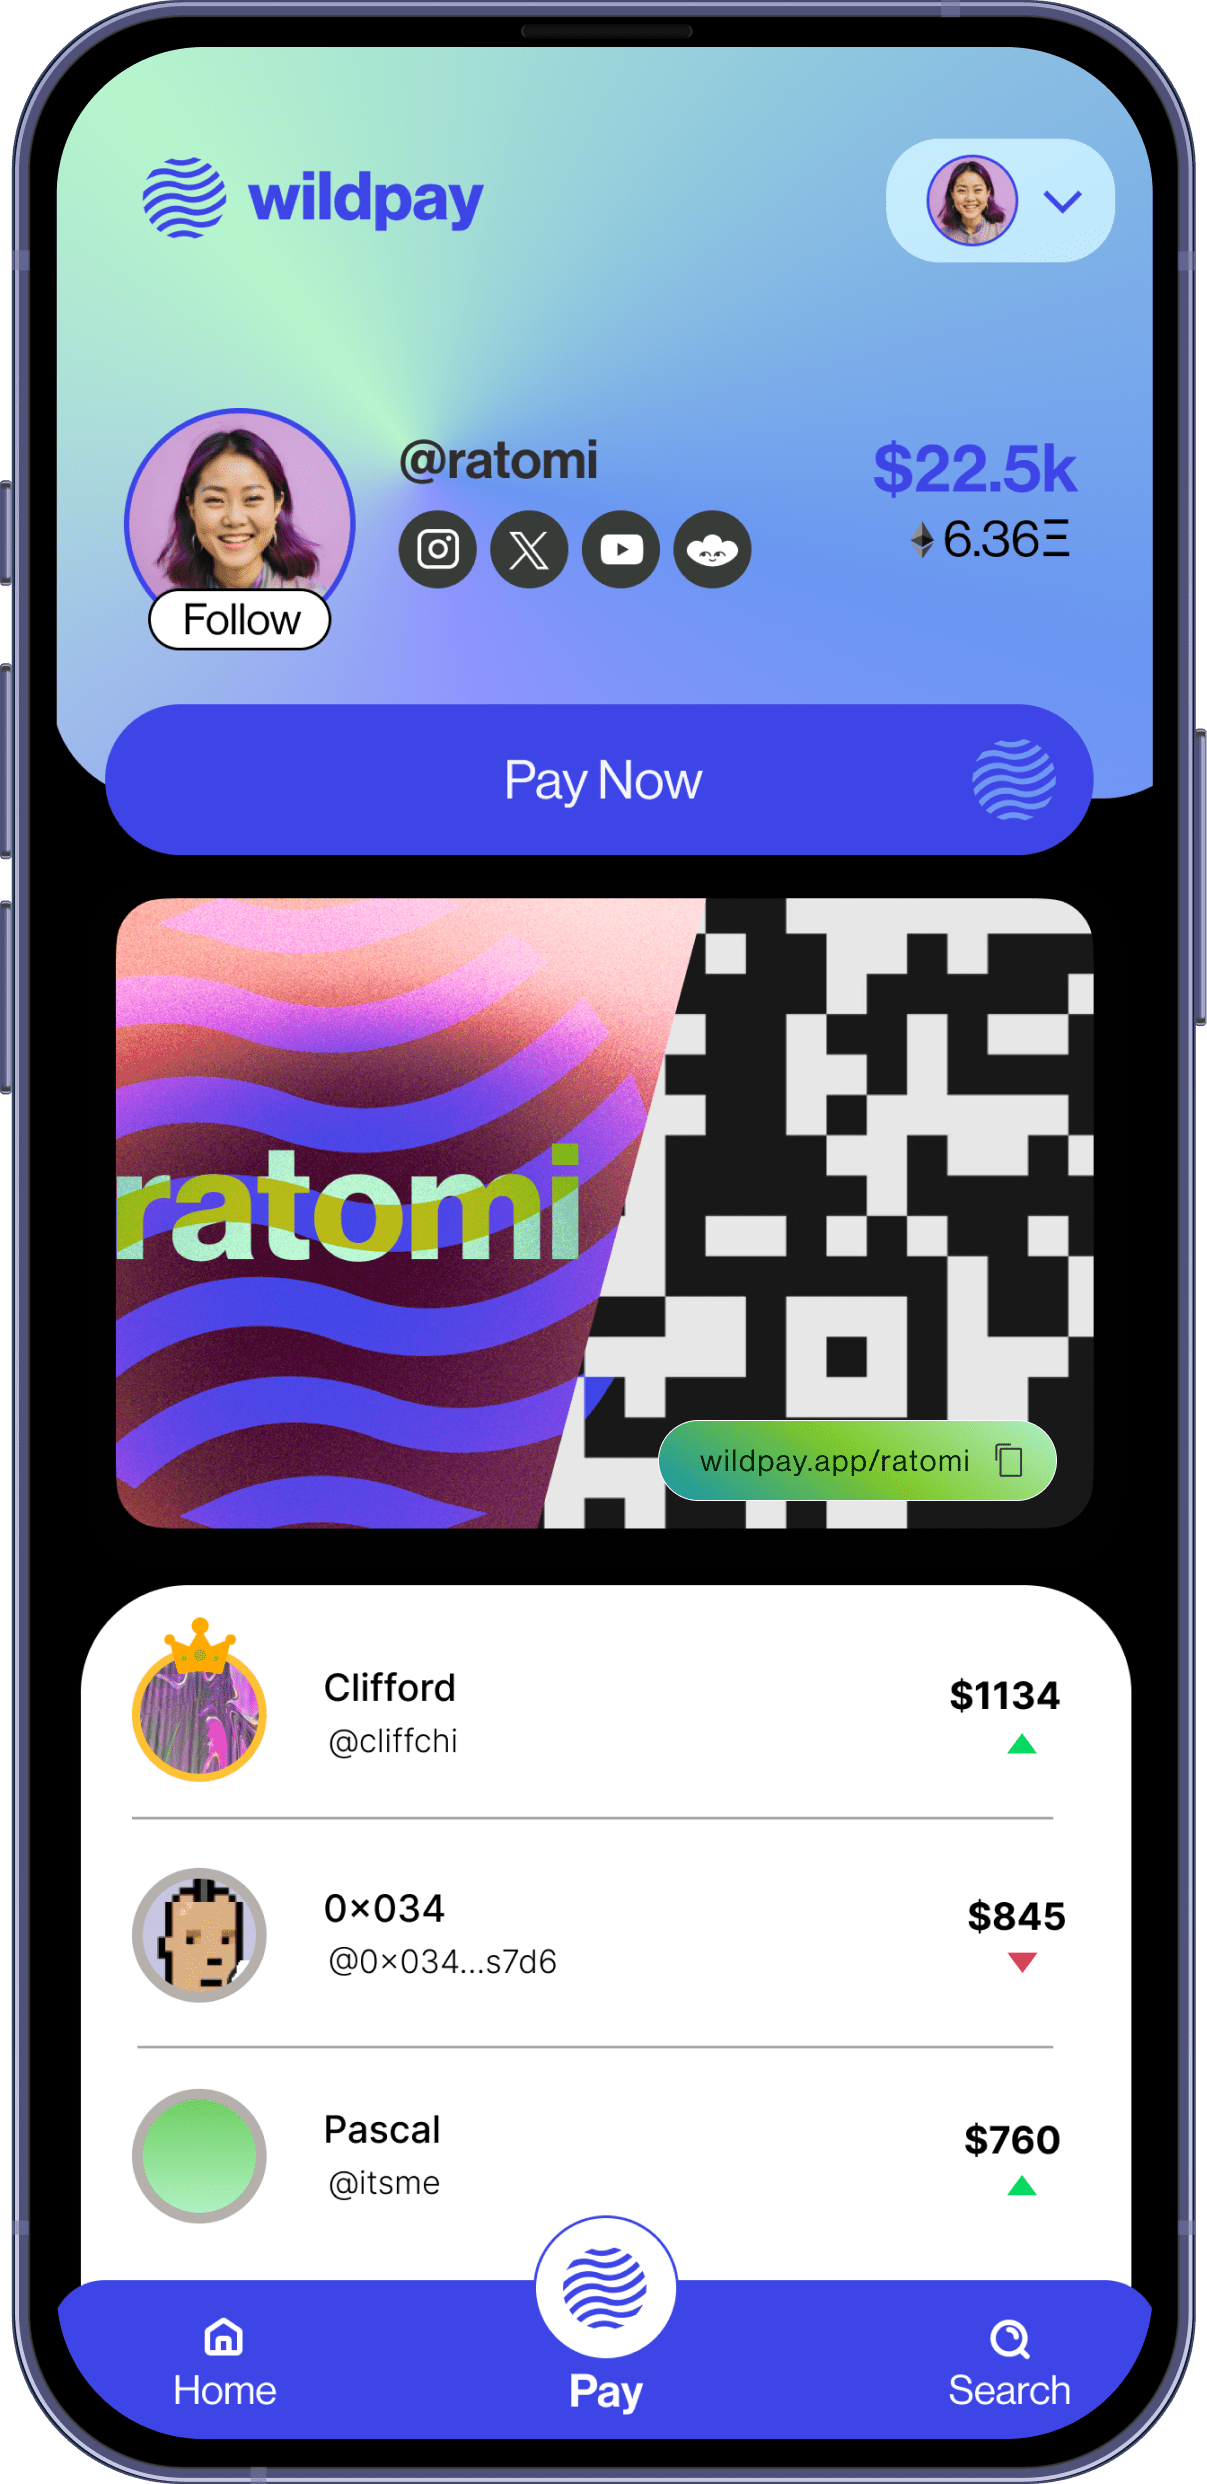 wildpay
@ratomi
$22.5k
6.36Ξ
Follow
Pay Now
ratomi
wildpay.app/ratomi
Clifford
$1134
@cliffchi
0×034
$845
@0×034...s7d6
Pascal
$760
@itsme
Home
Pay
Search